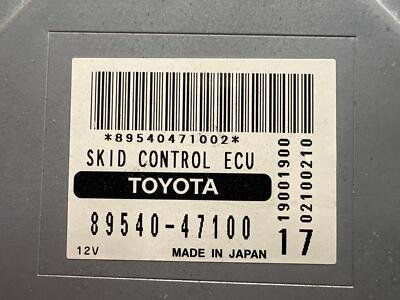 *89540471002*
SKID CONTROL ECU
TOYOTA
89540-47100
12V MADE IN JAPAN
17
19001900
02100210